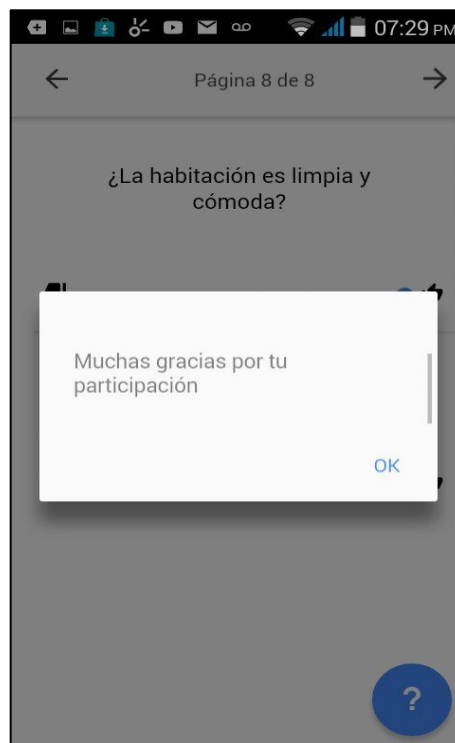 07:29 PM
Página 8 de 8
¿La habitación es limpia y
cómoda?
Muchas gracias por tu
participación
OK
?